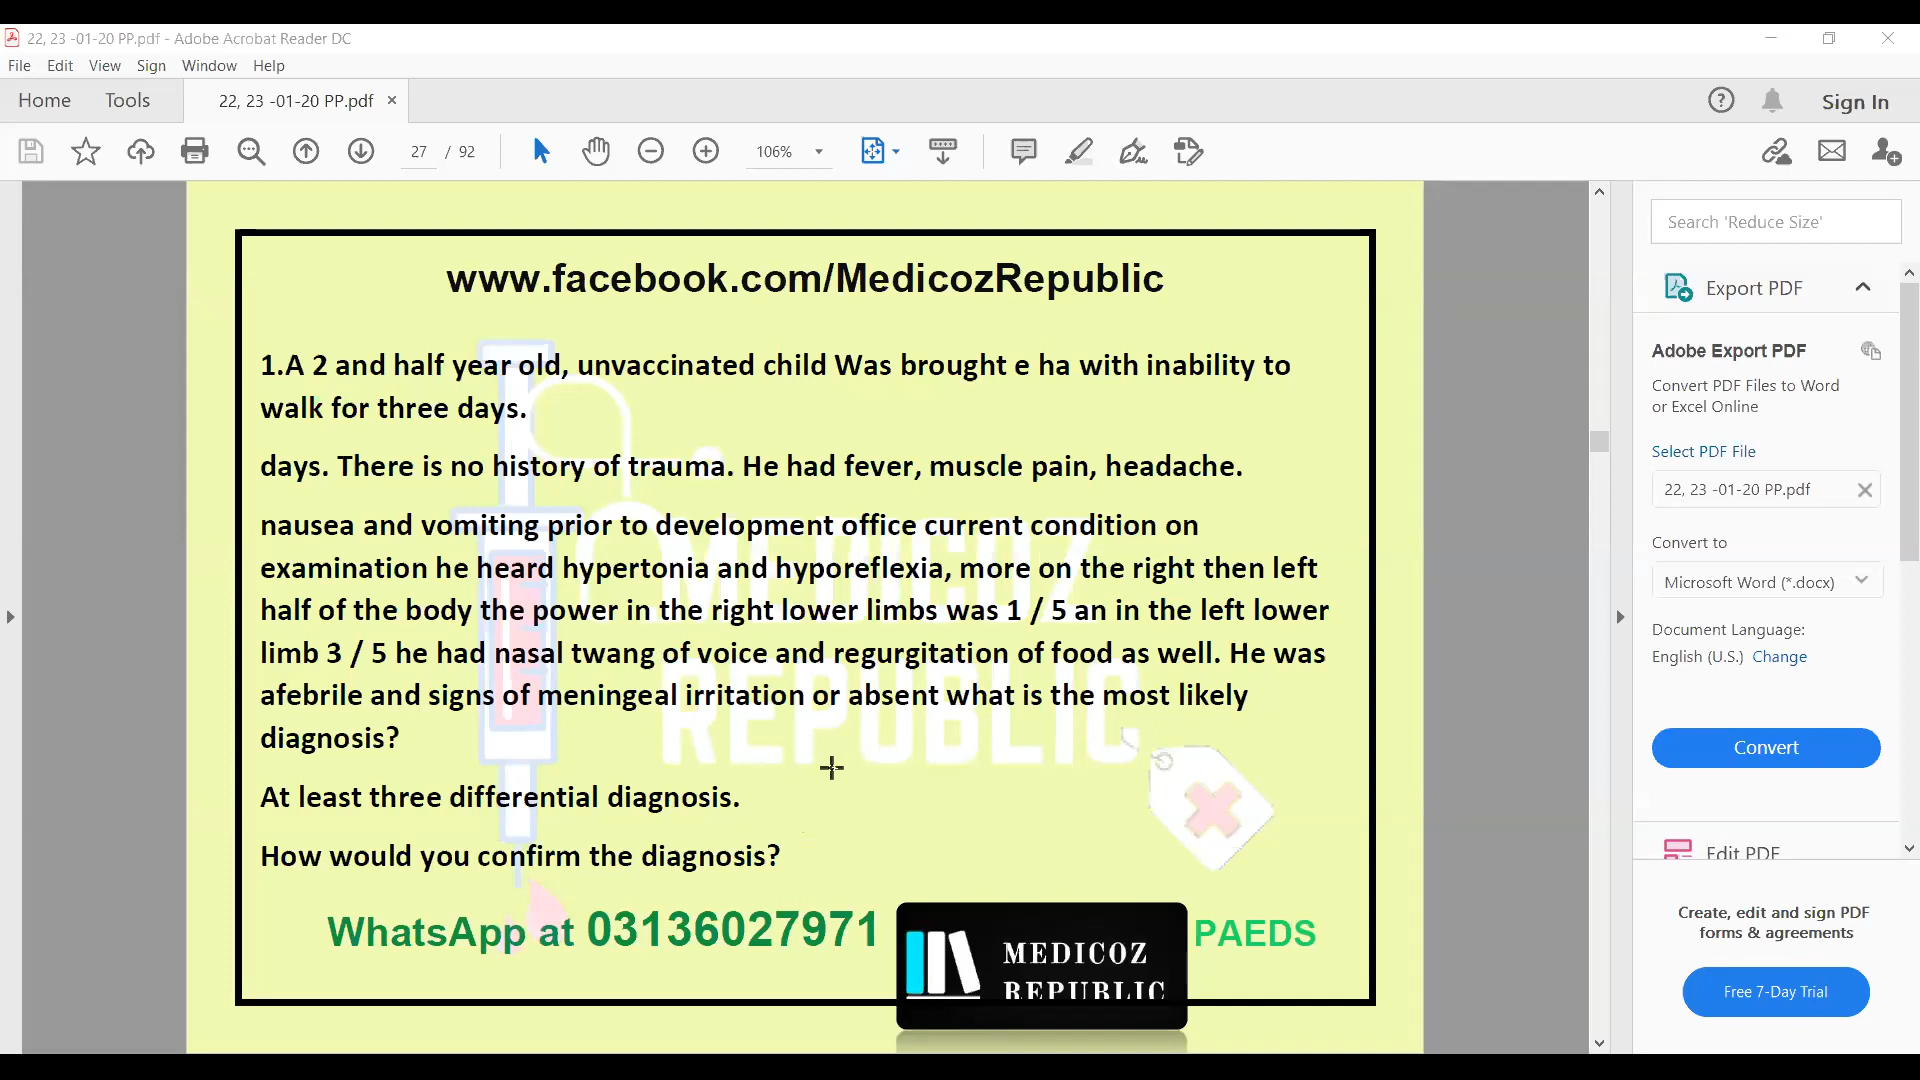 22, 23 -01-20 PP.pdf - Adobe Acrobat Reader DC
File Edit View Sign Window Help
Home Tools 22, 23 -01-20 PP.pdf × Sign In
27 / 92 106%
www.facebook.com/MedicozRepublic
1.A 2 and half year old, unvaccinated child Was brought e ha with inability to
walk for three days.
days. There is no history of trauma. He had fever, muscle pain, headache.
nausea and vomiting prior to development office current condition on
examination he heard hypertonia and hyporeflexia, more on the right then left
half of the body the power in the right lower limbs was 1 / 5 an in the left lower
limb 3 / 5 he had nasal twang of voice and regurgitation of food as well. He was
afebrile and signs of meningeal irritation or absent what is the most likely
diagnosis?
At least three differential diagnosis.
How would you confirm the diagnosis?
WhatsApp at 03136027971
MEDICOZ
REPUBLIC
PAEDS
MEDICOZ
REPUBLIC
Search 'Reduce Size'
Export PDF
Adobe Export PDF
Convert PDF Files to Word
or Excel Online
Select PDF File
22, 23 -01-20 PP.pdf
Convert to
Microsoft Word (*.docx)
Document Language:
English (U.S.) Change
Convert
Edit PDF
Create, edit and sign PDF
forms & agreements
Free 7-Day Trial